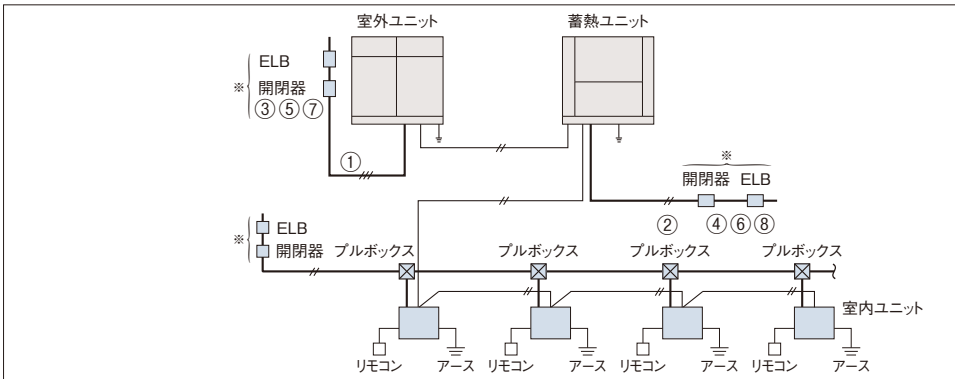 室外ユニット
蓄熱ユニット
ELB
※
開閉器
③⑤⑦
①
※
開閉器 ELB
②
④⑥⑧
※
ELB
開閉器
プルボックス
プルボックス
プルボックス
プルボックス
室内ユニット
リモコン
アース
リモコン
アース
リモコン
アース
リモコン
アース